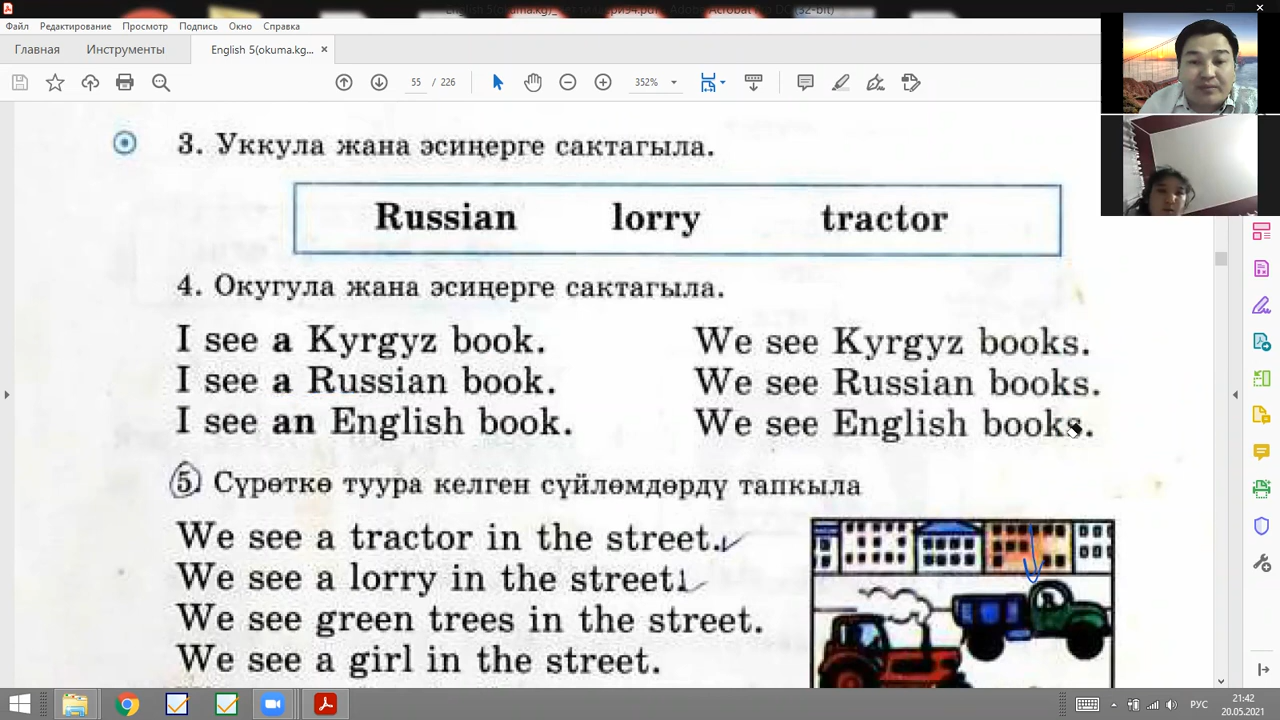 Файл Редактирование Просмотр Подпись Окно Справка
Главная Инструменты English 5(okuma.kg... ×
55 / 226 352%
3. Уккула жана эсиңерге сактагыла.
Russian lorry tractor
4. Окугула жана эсиңерге сактагыла.
I see a Kyrgyz book. We see Kyrgyz books.
I see a Russian book. We see Russian books.
I see an English book. We see English books.
5. Сүрөткө туура келген сүйлөмдөрдү тапкыла
We see a tractor in the street.
We see a lorry in the street.
We see green trees in the street.
We see a girl in the street.
РУС
21:42
20.05.2021